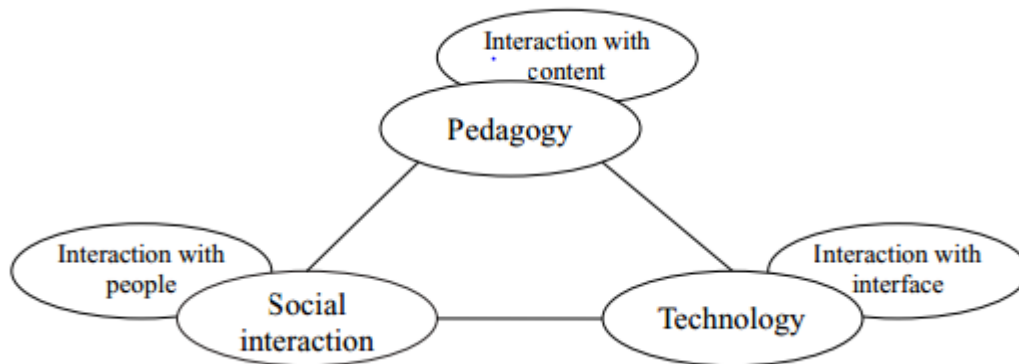 Interaction with
content
Pedagogy
Interaction with
people
Social
interaction
Interaction with
interface
Technology